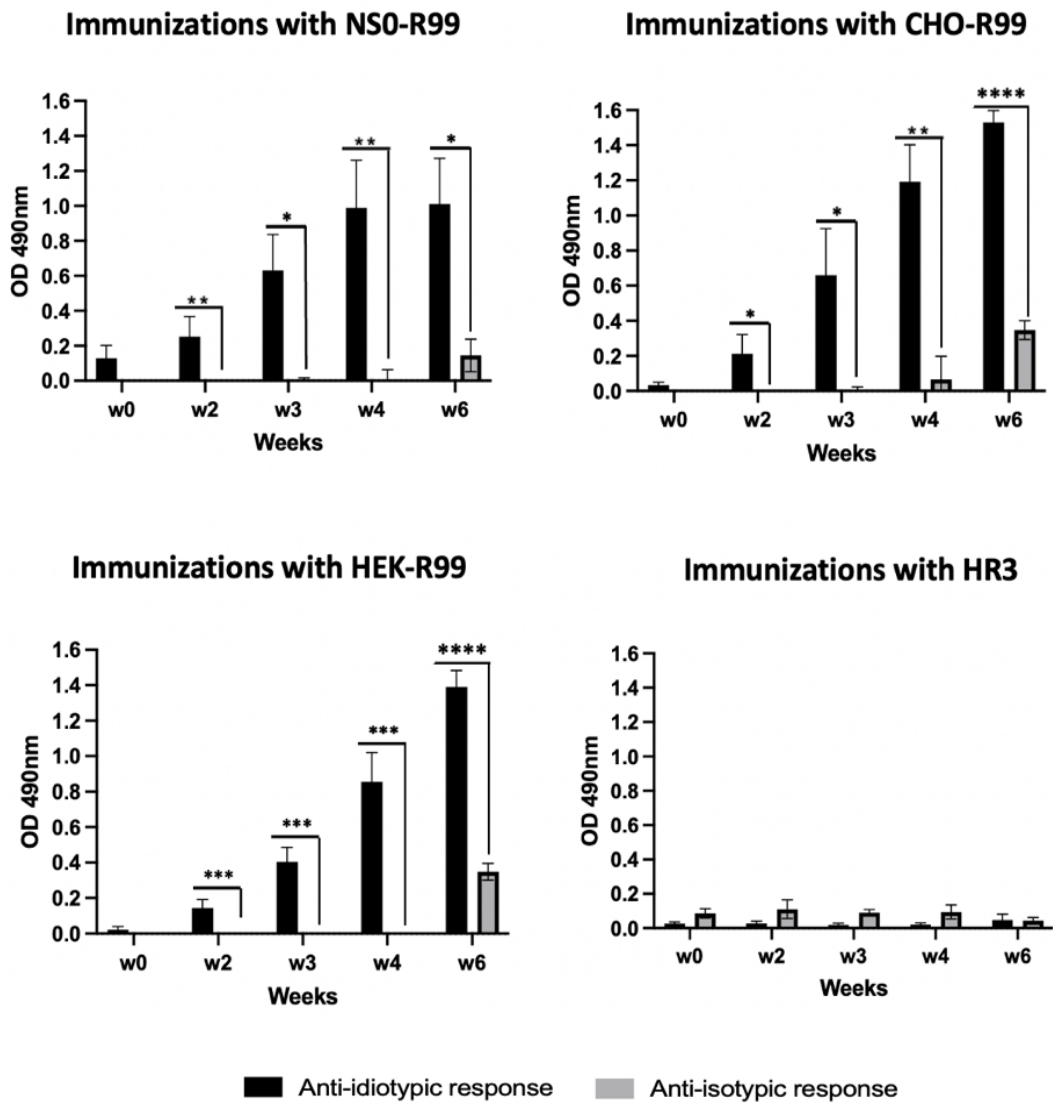 Immunizations with NS0-R99
OD 490nm
1.6
1.4
1.2
1.0
0.8
0.6
0.4
0.2
0.0
**
*
**
*
w0 w2 w3 w4 w6
Weeks
Immunizations with CHO-R99
OD 490nm
1.6
1.4
1.2
1.0
0.8
0.6
0.4
0.2
0.0
*
*
**
****
w0 w2 w3 w4 w6
Weeks
Immunizations with HEK-R99
OD 490nm
1.6
1.4
1.2
1.0
0.8
0.6
0.4
0.2
0.0
***
***
***
****
w0 w2 w3 w4 w6
Weeks
Immunizations with HR3
OD 490nm
1.6
1.4
1.2
1.0
0.8
0.6
0.4
0.2
0.0
w0 w2 w3 w4 w6
Weeks
Anti-idiotypic response Anti-isotypic response